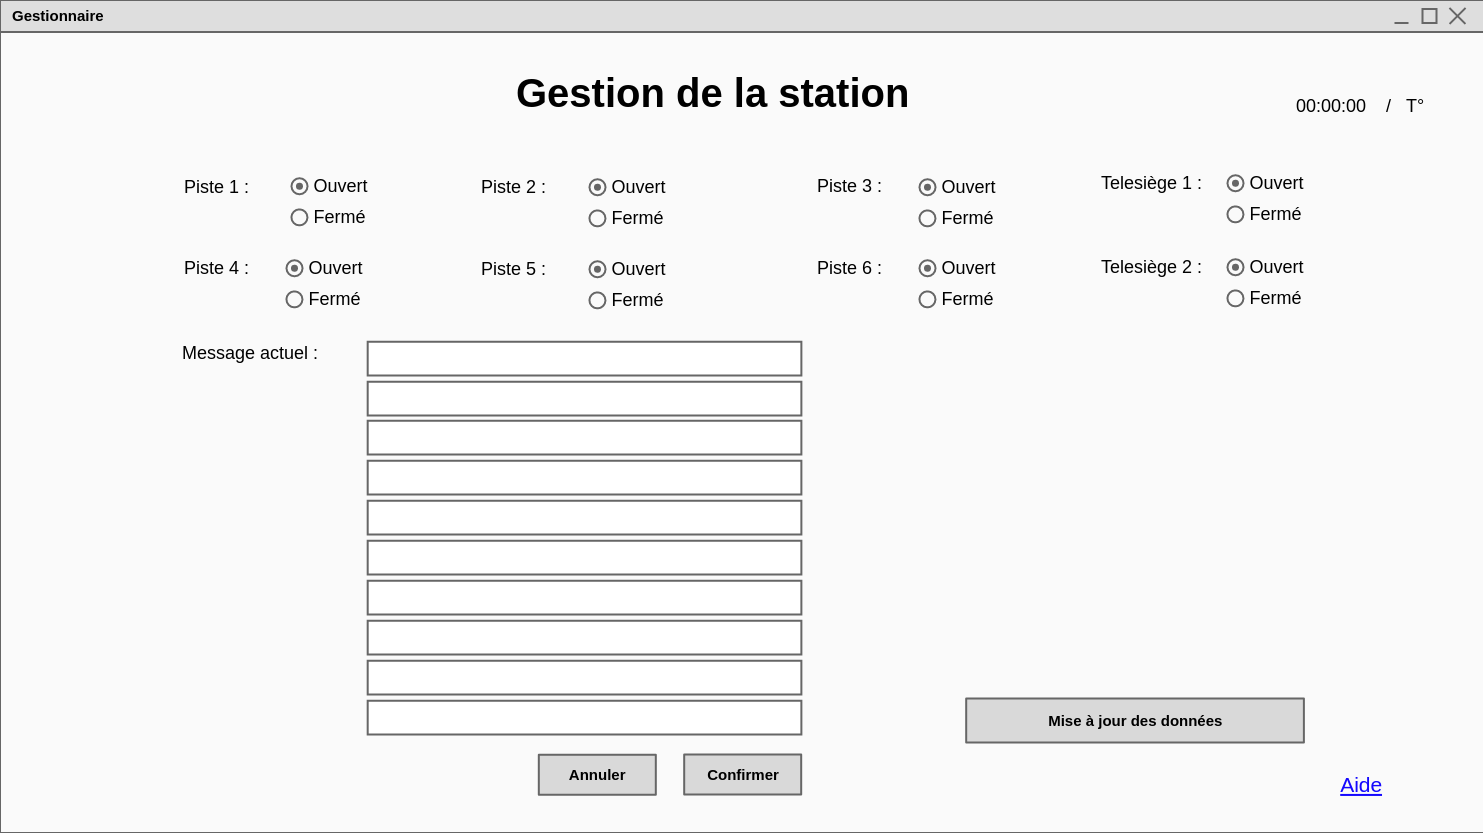 Gestionnaire
Gestion de la station
00:00:00 / T°
Piste 1 : Ouvert Piste 2 : Ouvert Piste 3 : Ouvert Telesiège 1 : Ouvert
Fermé Fermé Fermé Fermé
Piste 4 : Ouvert Piste 5 : Ouvert Piste 6 : Ouvert Telesiège 2 : Ouvert
Fermé Fermé Fermé Fermé
Message actuel :
Mise à jour des données
Annuler Confirmer
Aide